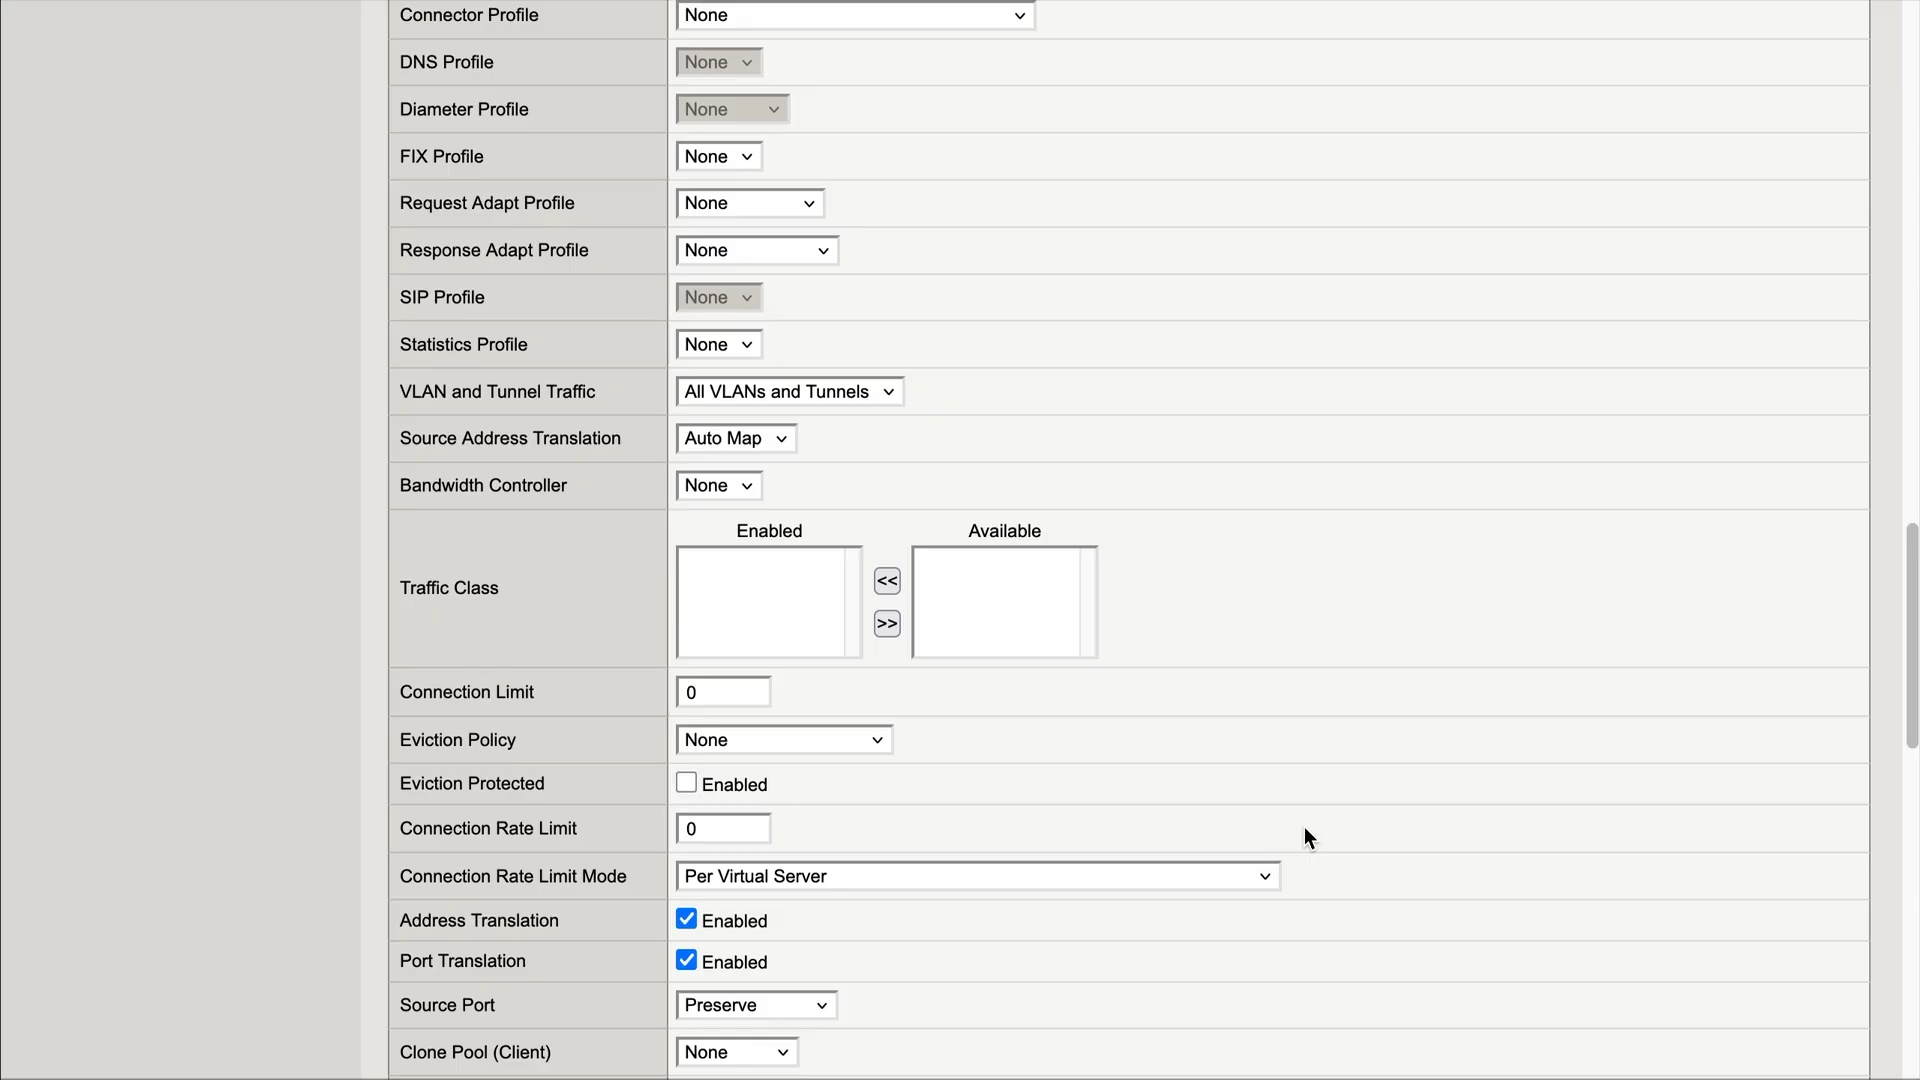 Connector Profile None
DNS Profile None
Diameter Profile None
FIX Profile None
Request Adapt Profile None
Response Adapt Profile None
SIP Profile None
Statistics Profile None
VLAN and Tunnel Traffic All VLANs and Tunnels
Source Address Translation Auto Map
Bandwidth Controller None
Enabled Available
Traffic Class
<<
>>
Connection Limit 0
Eviction Policy None
Eviction Protected Enabled
Connection Rate Limit 0
Connection Rate Limit Mode Per Virtual Server
Address Translation Enabled
Port Translation Enabled
Source Port Preserve
Clone Pool (Client) None